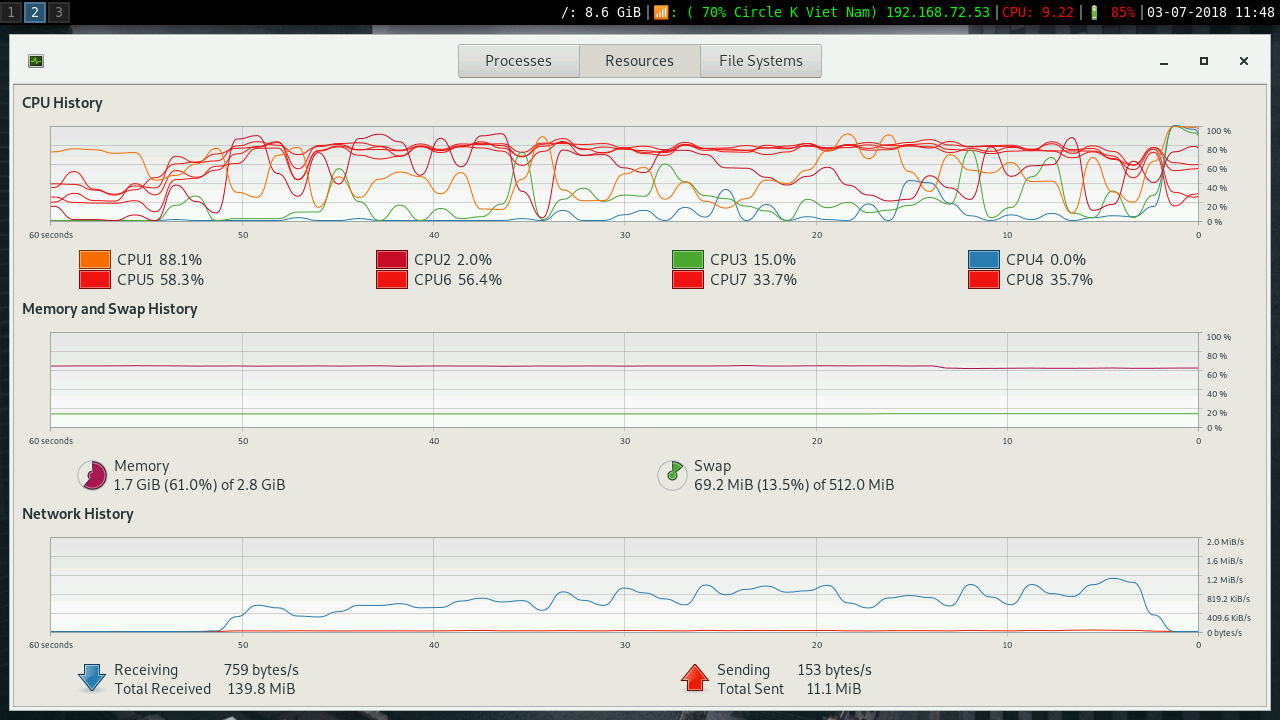 1 2 3 /: 8.6 GiB | : ( 70% Circle K Viet Nam) 192.168.72.53 | CPU: 9.22 | 85% | 03-07-2018 11:48
Processes Resources File Systems
CPU History
100 %
80 %
60 %
40 %
20 %
0 %
60 seconds 50 40 30 20 10 0
CPU1 88.1% CPU2 2.0% CPU3 15.0% CPU4 0.0%
CPU5 58.3% CPU6 56.4% CPU7 33.7% CPU8 35.7%
Memory and Swap History
100 %
80 %
60 %
40 %
20 %
0 %
60 seconds 50 40 30 20 10 0
Memory Swap
1.7 GiB (61.0%) of 2.8 GiB 69.2 MiB (13.5%) of 512.0 MiB
Network History
2.0 MiB/s
1.6 MiB/s
1.2 MiB/s
819.2 KiB/s
409.6 KiB/s
0 bytes/s
60 seconds 50 40 30 20 10 0
Receiving 759 bytes/s Sending 153 bytes/s
Total Received 139.8 MiB Total Sent 11.1 MiB